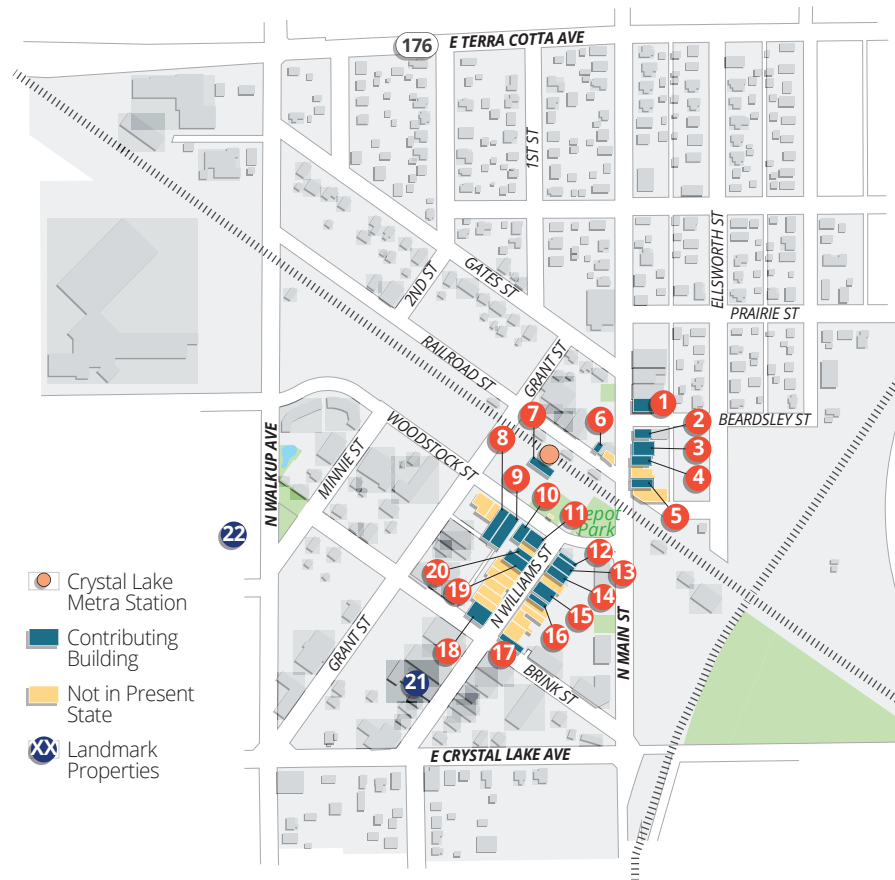 176
E TERRA COTTA AVE
1ST ST
ELLSWORTH ST
GATES ST
2ND ST
PRAIRIE ST
RAILROAD ST
GRANT ST
1
BEARDSLEY ST
2
6
7
3
8
WOODSTOCK ST
9
4
N WALKUP AVE
MINNIE ST
10
11
5
epot
Park
22
12
20
13
19
N WILLIAMS ST
14
15
16
GRANT ST
18
17
N MAIN ST
21
BRINK ST
E CRYSTAL LAKE AVE
Crystal Lake
Metra Station
Contributing
Building
Not in Present
State
XX
Landmark
Properties